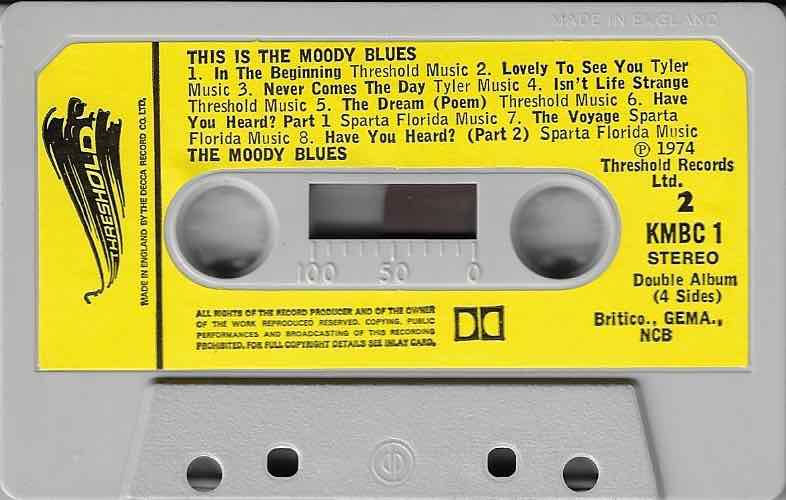 MADE IN ENGLAND
THIS IS THE MOODY BLUES
1. In The Beginning Threshold Music 2. Lovely To See You Tyler
Music 3. Never Comes The Day Tyler Music 4. Isn't Life Strange
Threshold Music 5. The Dream (Poem) Threshold Music 6. Have
You Heard? Part 1 Sparta Florida Music 7. The Voyage Sparta
Florida Music 8. Have You Heard? (Part 2) Sparta Florida Music
THE MOODY BLUES
℗ 1974
Threshold Records
Ltd.
2
KMBC 1
STEREO
Double Album
(4 Sides)
Britico., GEMA.,
NCB
THRESHOLD
MADE IN ENGLAND BY THE DECCA RECORD CO. LTD.
100 50 0
ALL RIGHTS OF THE RECORD PRODUCER AND OF THE OWNER
OF THE WORK REPRODUCED RESERVED. COPYING, PUBLIC
PERFORMANCES AND BROADCASTING OF THIS RECORDING
PROHIBITED. FOR FULL COPYRIGHT DETAILS SEE INLAY CARD.